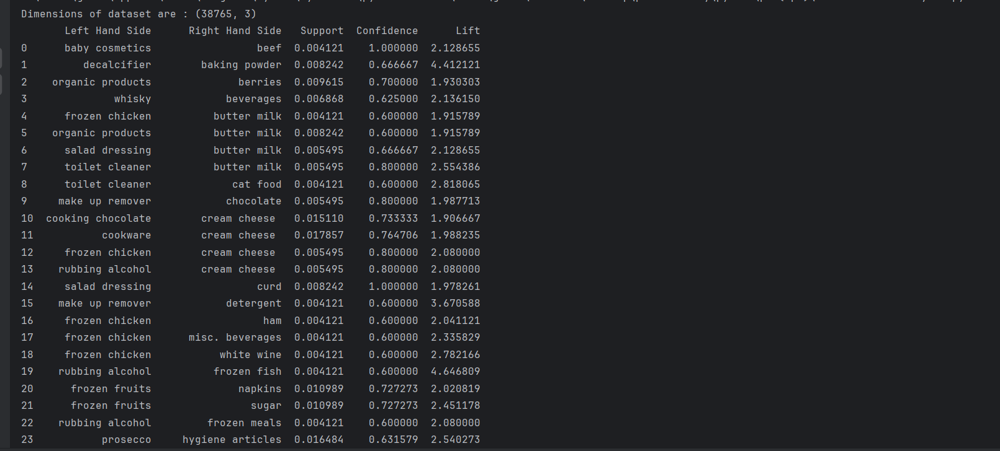 Dimensions of dataset are : (38765, 3)
Left Hand Side Right Hand Side Support Confidence Lift
0 baby cosmetics beef 0.004121 1.000000 2.128655
1 decalcifier baking powder 0.008242 0.666667 4.412121
2 organic products berries 0.009615 0.700000 1.930303
3 whisky beverages 0.006868 0.625000 2.136150
4 frozen chicken butter milk 0.004121 0.600000 1.915789
5 organic products butter milk 0.008242 0.600000 1.915789
6 salad dressing butter milk 0.005495 0.666667 2.128655
7 toilet cleaner butter milk 0.005495 0.800000 2.554386
8 toilet cleaner cat food 0.004121 0.600000 2.818065
9 make up remover chocolate 0.005495 0.800000 1.987713
10 cooking chocolate cream cheese 0.015110 0.733333 1.906667
11 cookware cream cheese 0.017857 0.764706 1.988235
12 frozen chicken cream cheese 0.005495 0.800000 2.080000
13 rubbing alcohol cream cheese 0.005495 0.800000 2.080000
14 salad dressing curd 0.008242 1.000000 1.978261
15 make up remover detergent 0.004121 0.600000 3.670588
16 frozen chicken ham 0.004121 0.600000 2.041121
17 frozen chicken misc. beverages 0.004121 0.600000 2.335829
18 frozen chicken white wine 0.004121 0.600000 2.782166
19 rubbing alcohol frozen fish 0.004121 0.600000 4.646809
20 frozen fruits napkins 0.010989 0.727273 2.020819
21 frozen fruits sugar 0.010989 0.727273 2.451178
22 rubbing alcohol frozen meals 0.004121 0.600000 2.080000
23 prosecco hygiene articles 0.016484 0.631579 2.540273